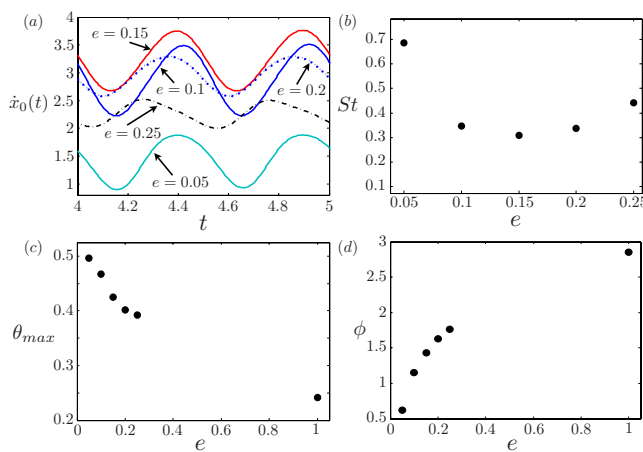 (a)
4
3.5
3
2.5
2
1.5
1
ẋ₀(t)
e = 0.15
e = 0.1
e = 0.2
e = 0.25
e = 0.05
4 4.2 4.4 4.6 4.8 5
t
(b)
0.7
0.6
0.5
0.4
0.3
0.2
0.1
St
0.05 0.1 0.15 0.2 0.25
e
(c)
0.5
0.4
0.3
0.2
θmax
0 0.2 0.4 0.6 0.8 1
e
(d)
3
2.5
2
1.5
1
0.5
ϕ
0 0.2 0.4 0.6 0.8 1
e